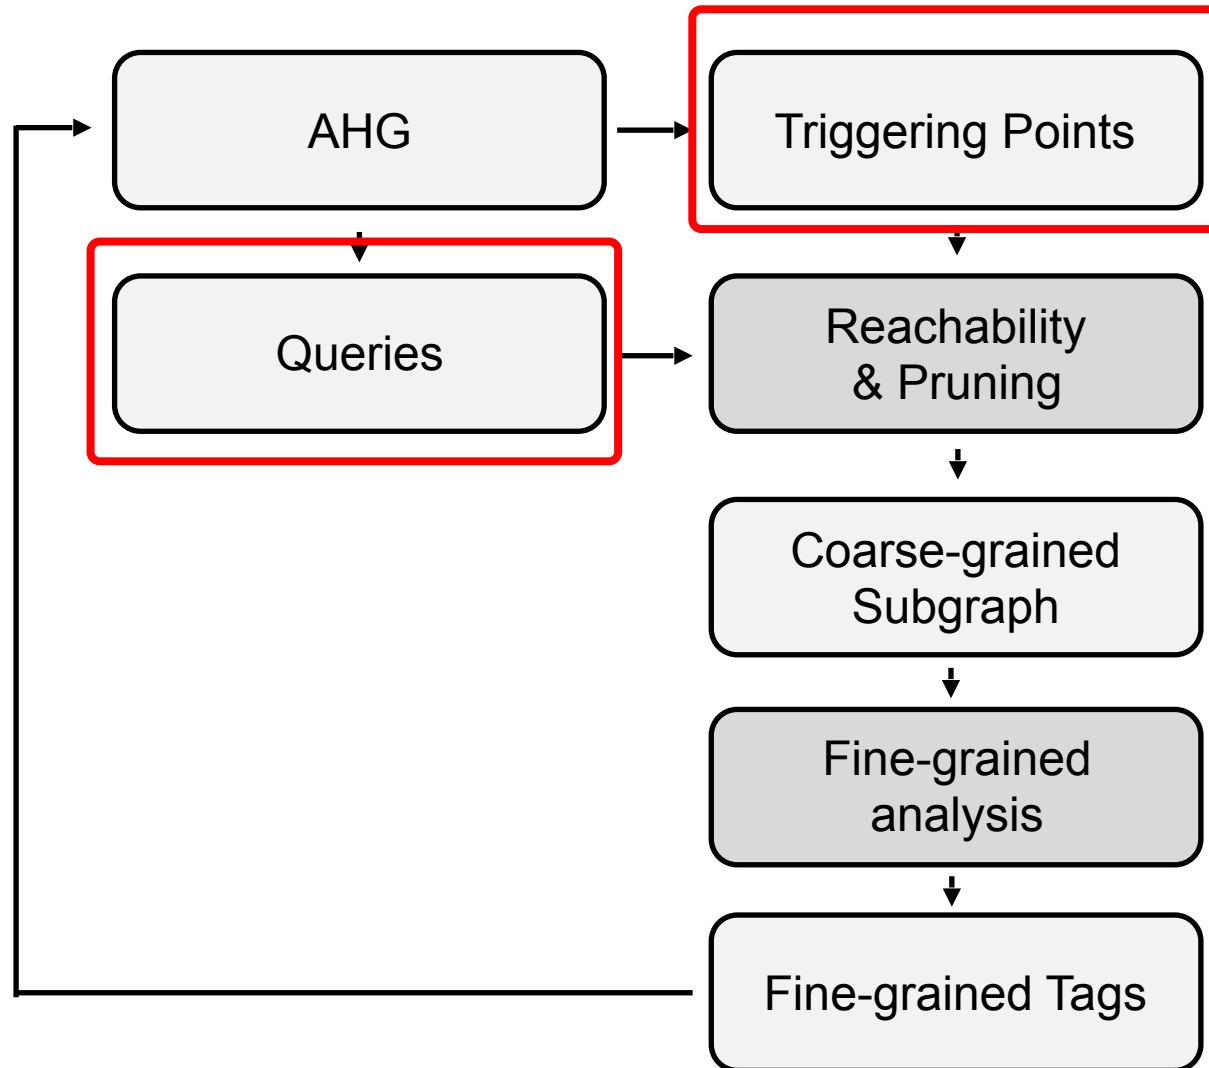 AHG
Triggering Points
Queries
Reachability
& Pruning
Coarse-grained
Subgraph
Fine-grained
analysis
Fine-grained Tags